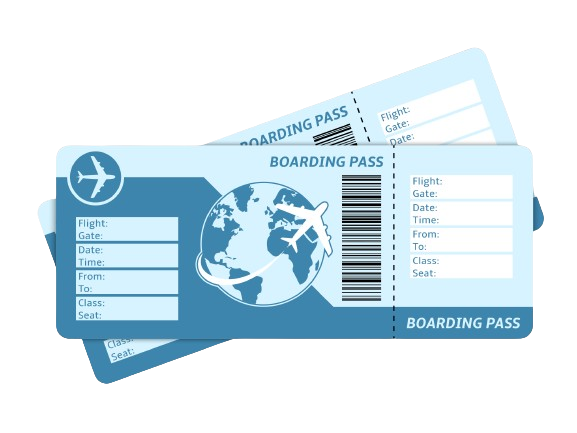 BOARDING PASS
Flight:
Gate:
Date:
BOARDING PASS
Flight:
Gate:
Date:
Time:
From:
To:
Class:
Seat:
Flight:
Gate:
Date:
Time:
From:
To:
Class:
Seat:
BOARDING PASS
Class:
Seat: